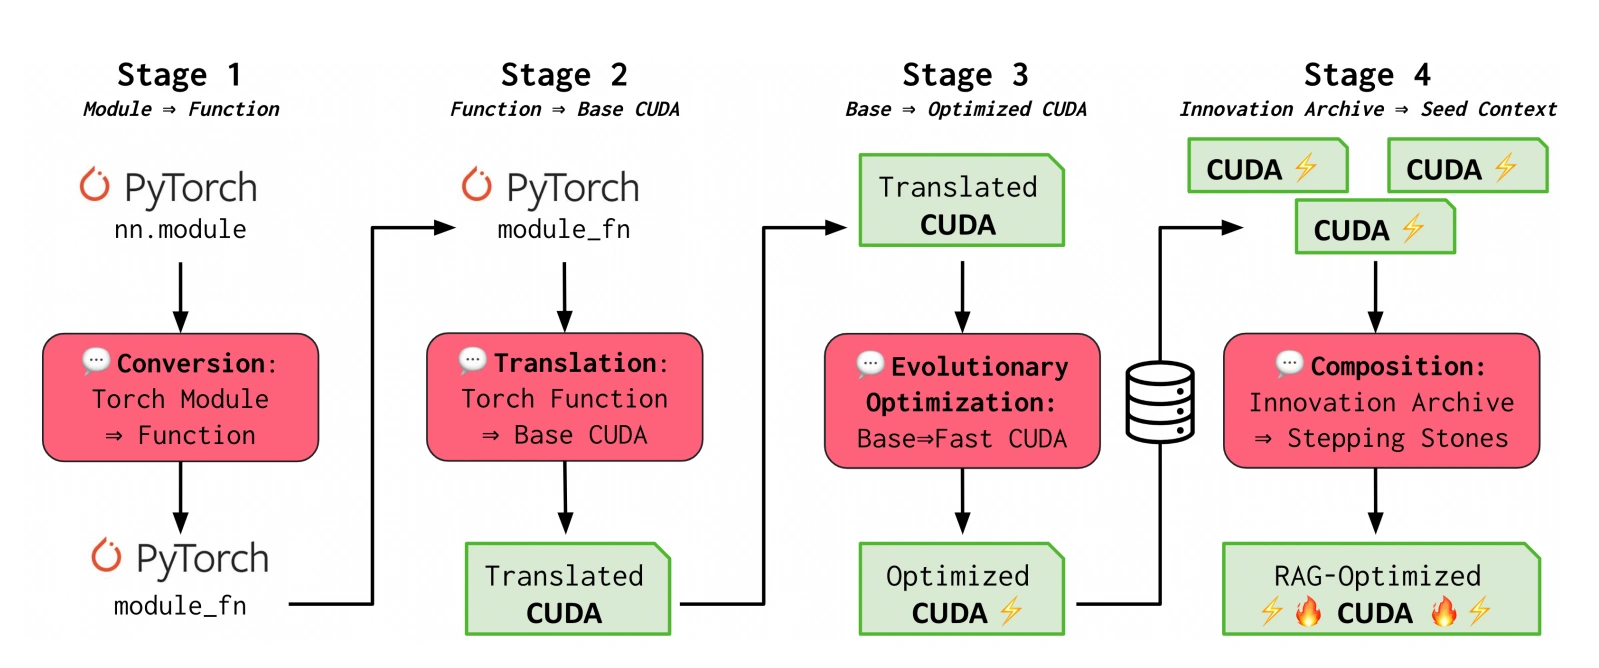 Stage 1
Module ⇒ Function
PyTorch
nn.module
Conversion:
Torch Module
⇒ Function
PyTorch
module_fn
Stage 2
Function ⇒ Base CUDA
PyTorch
module_fn
Translation:
Torch Function
⇒ Base CUDA
Translated
CUDA
Stage 3
Base ⇒ Optimized CUDA
Translated
CUDA
Evolutionary
Optimization:
Base⇒Fast CUDA
Optimized
CUDA ⚡
Stage 4
Innovation Archive ⇒ Seed Context
CUDA ⚡
CUDA ⚡
CUDA ⚡
Composition:
Innovation Archive
⇒ Stepping Stones
RAG-Optimized
⚡🔥 CUDA 🔥⚡